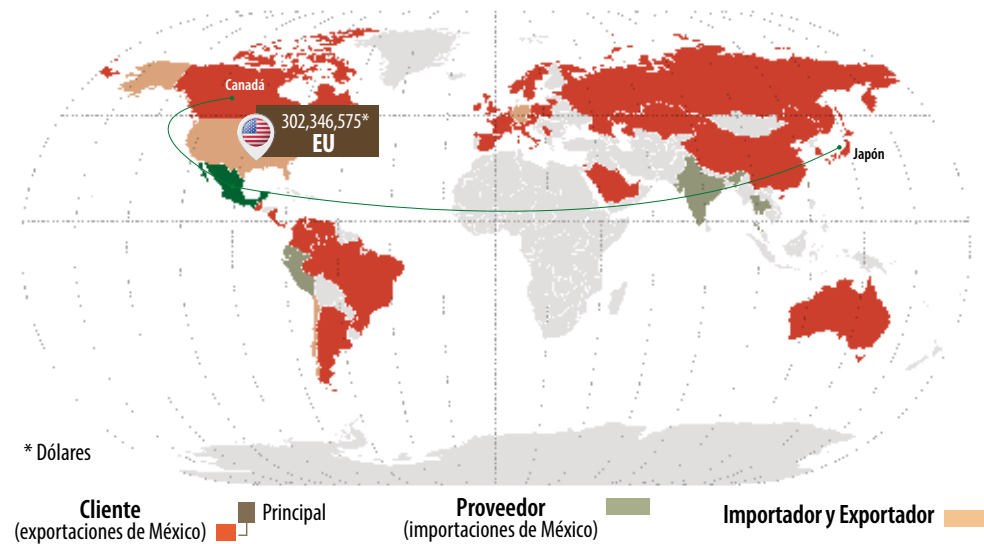 Canadá
302,346,575*
EU
Japón
* Dólares
Cliente
(exportaciones de México)
Principal
Proveedor
(importaciones de México)
Importador y Exportador